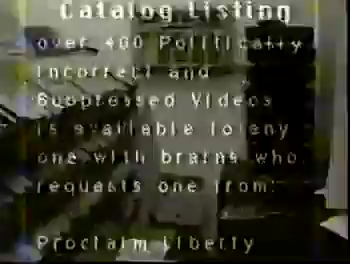 Catalog Listing
over 400 Politically
Incorrect and
Suppressed Videos
is available to any
one with brains who
requests one from:
Proclaim Liberty